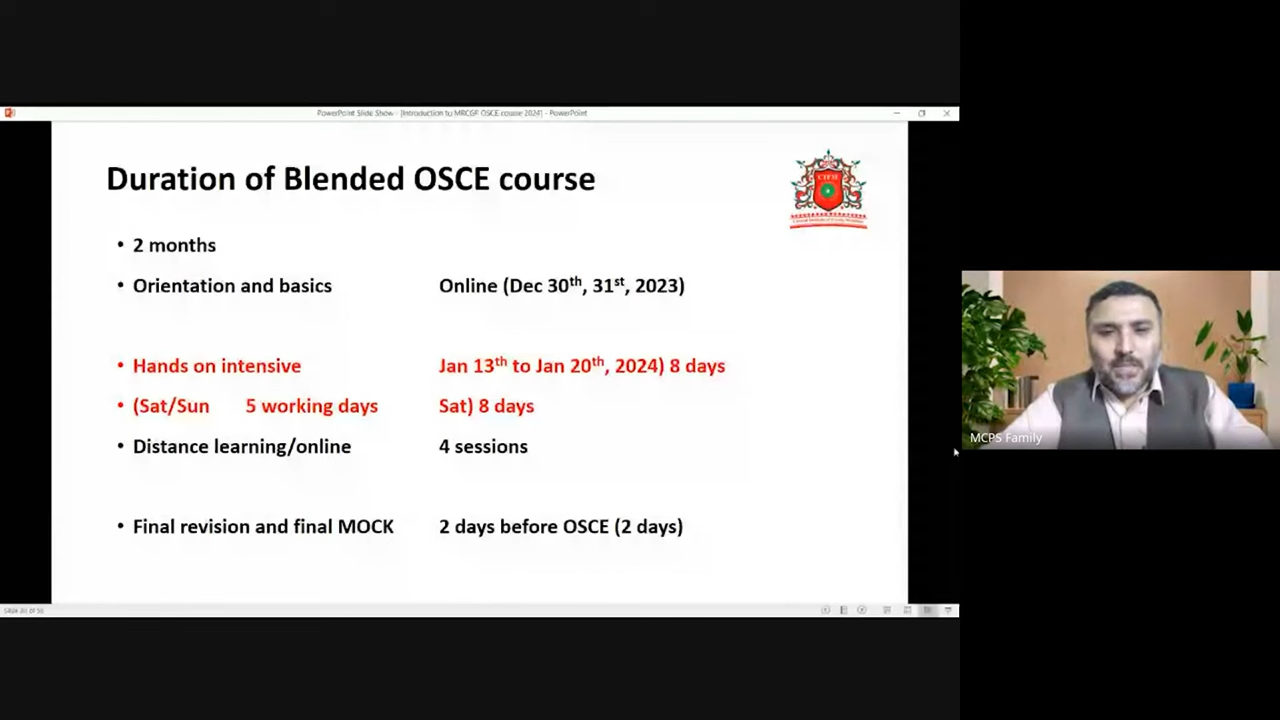 PowerPoint Slide Show - [Introduction to MRCGP OSCE course 2024] - PowerPoint
Duration of Blended OSCE course
CIFM
• 2 months
• Orientation and basics Online (Dec 30th, 31st, 2023)
• Hands on intensive Jan 13th to Jan 20th, 2024) 8 days
• (Sat/Sun 5 working days Sat) 8 days
• Distance learning/online 4 sessions
• Final revision and final MOCK 2 days before OSCE (2 days)
MCPS Family